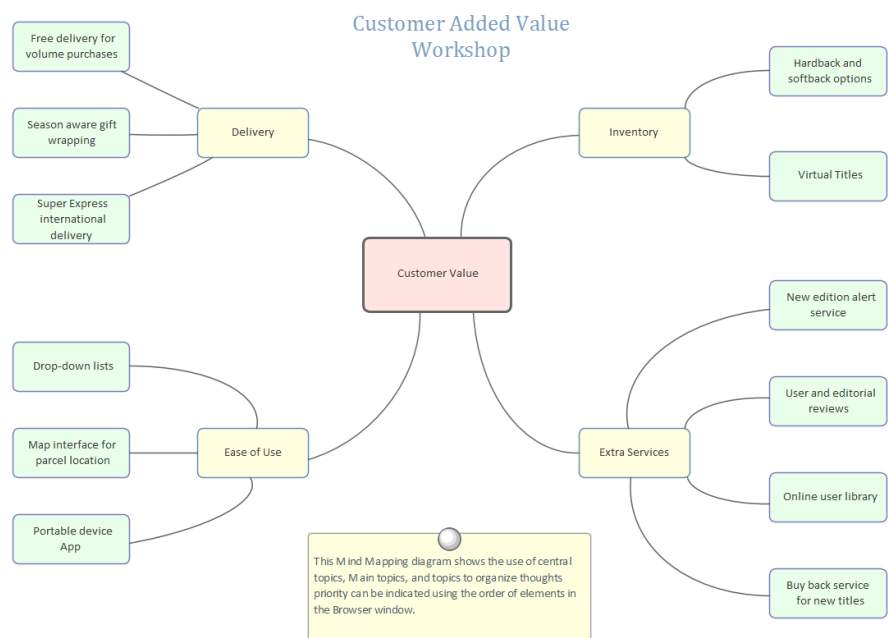 Customer Added Value
Workshop
Free delivery for
volume purchases
Season aware gift
wrapping
Super Express
international
delivery
Delivery
Inventory
Hardback and
softback options
Virtual Titles
Customer Value
Drop-down lists
Map interface for
parcel location
Portable device
App
Ease of Use
Extra Services
New edition alert
service
User and editorial
reviews
Online user library
Buy back service
for new titles
This Mind Mapping diagram shows the use of central
topics, Main topics, and topics to organize thoughts
priority can be indicated using the order of elements in
the Browser window.